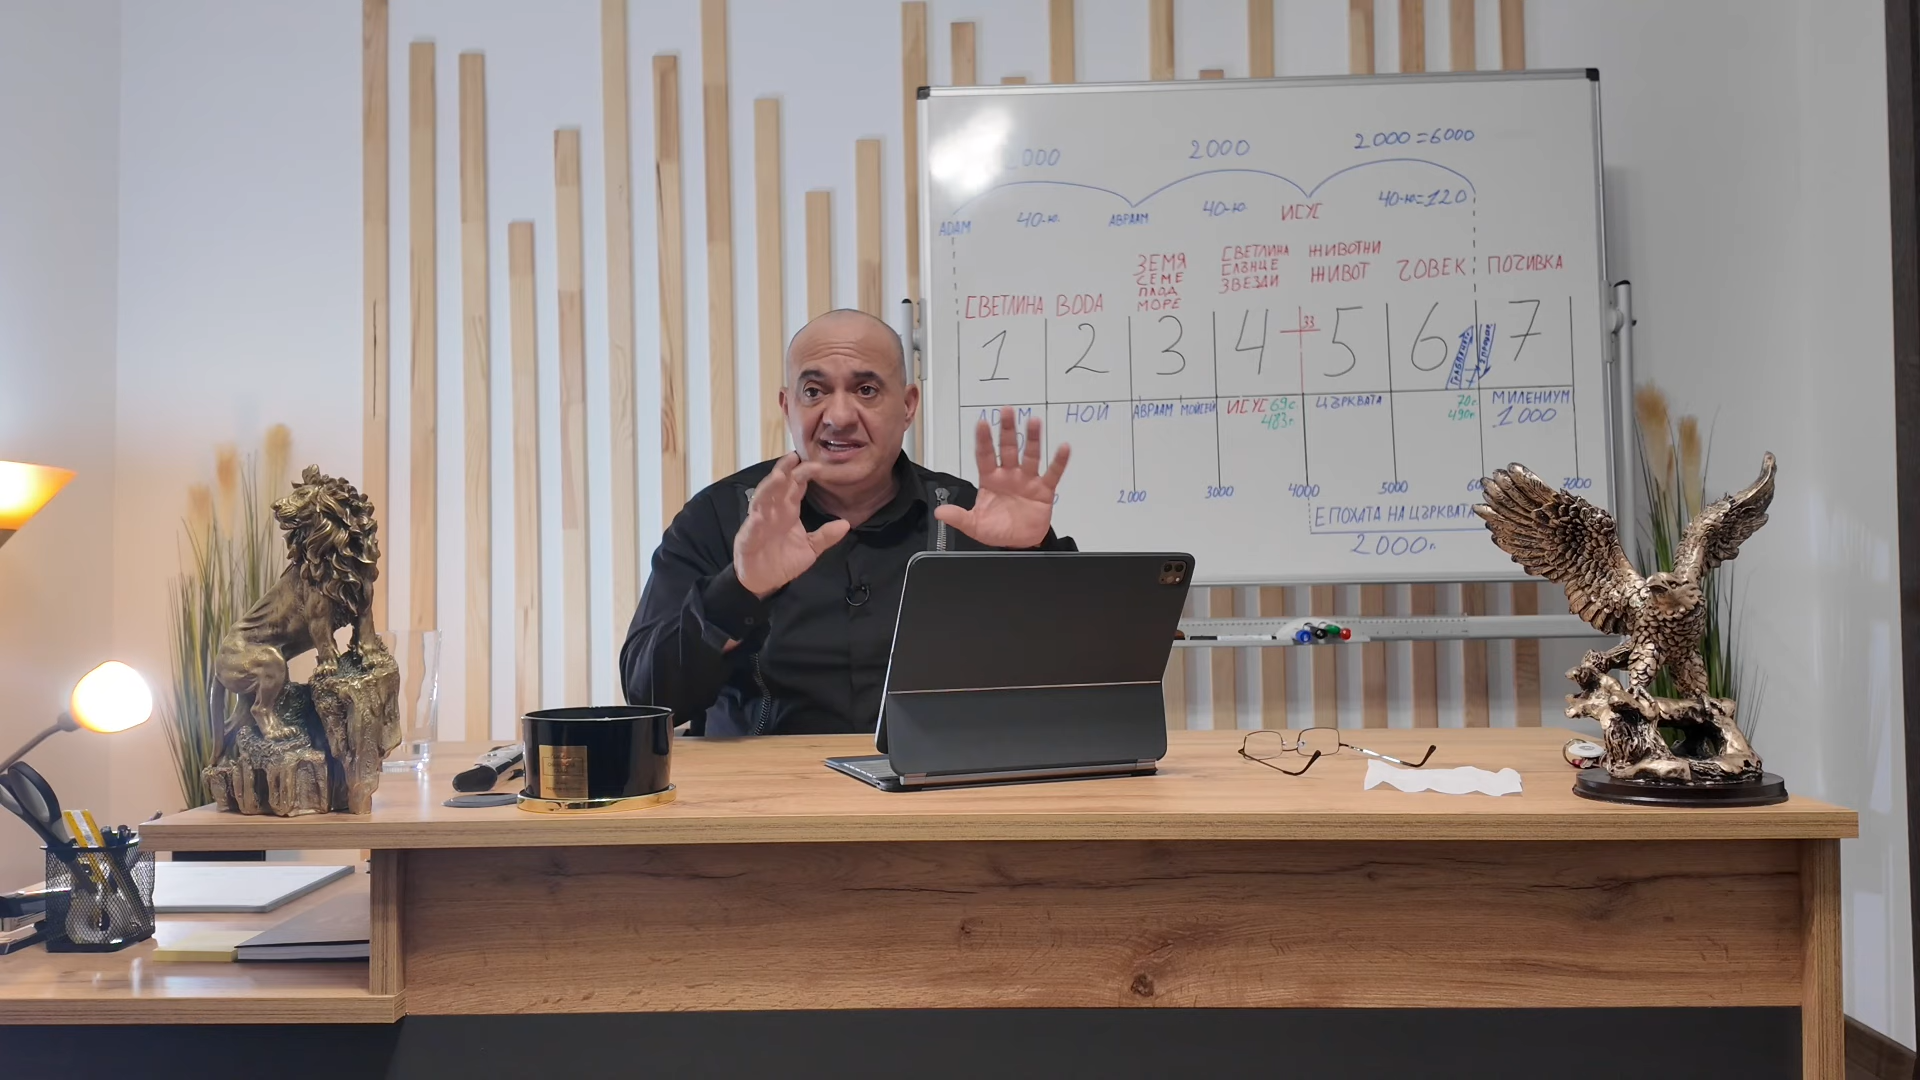 2000=6000
2000
000
40-Ю.
40-Ю.
40-Ю.=120
АДАМ
АВРААМ
ИСУС
СВЕТЛИНА
ВОДА
ЗЕМЯ
СЕМЕ
ПЛОД
МОРЕ
СВЕТЛИНА
СЛЪНЦЕ
ЗВЕЗДИ
ЖИВОТНИ
ЖИВОТ
ЧОВЕК
ПОЧИВКА
1 2 3 4 33 5 6 7
НОЙ
АВРААМ
МОЙСЕЙ
ИСУС 69с.
483г.
ЦЪРКВАТА
70с.
490г.
МИЛЕНИУМ
1000
2000 3000 4000 5000 7000
ЕПОХАТА НА ЦЪРКВАТА
2000г.